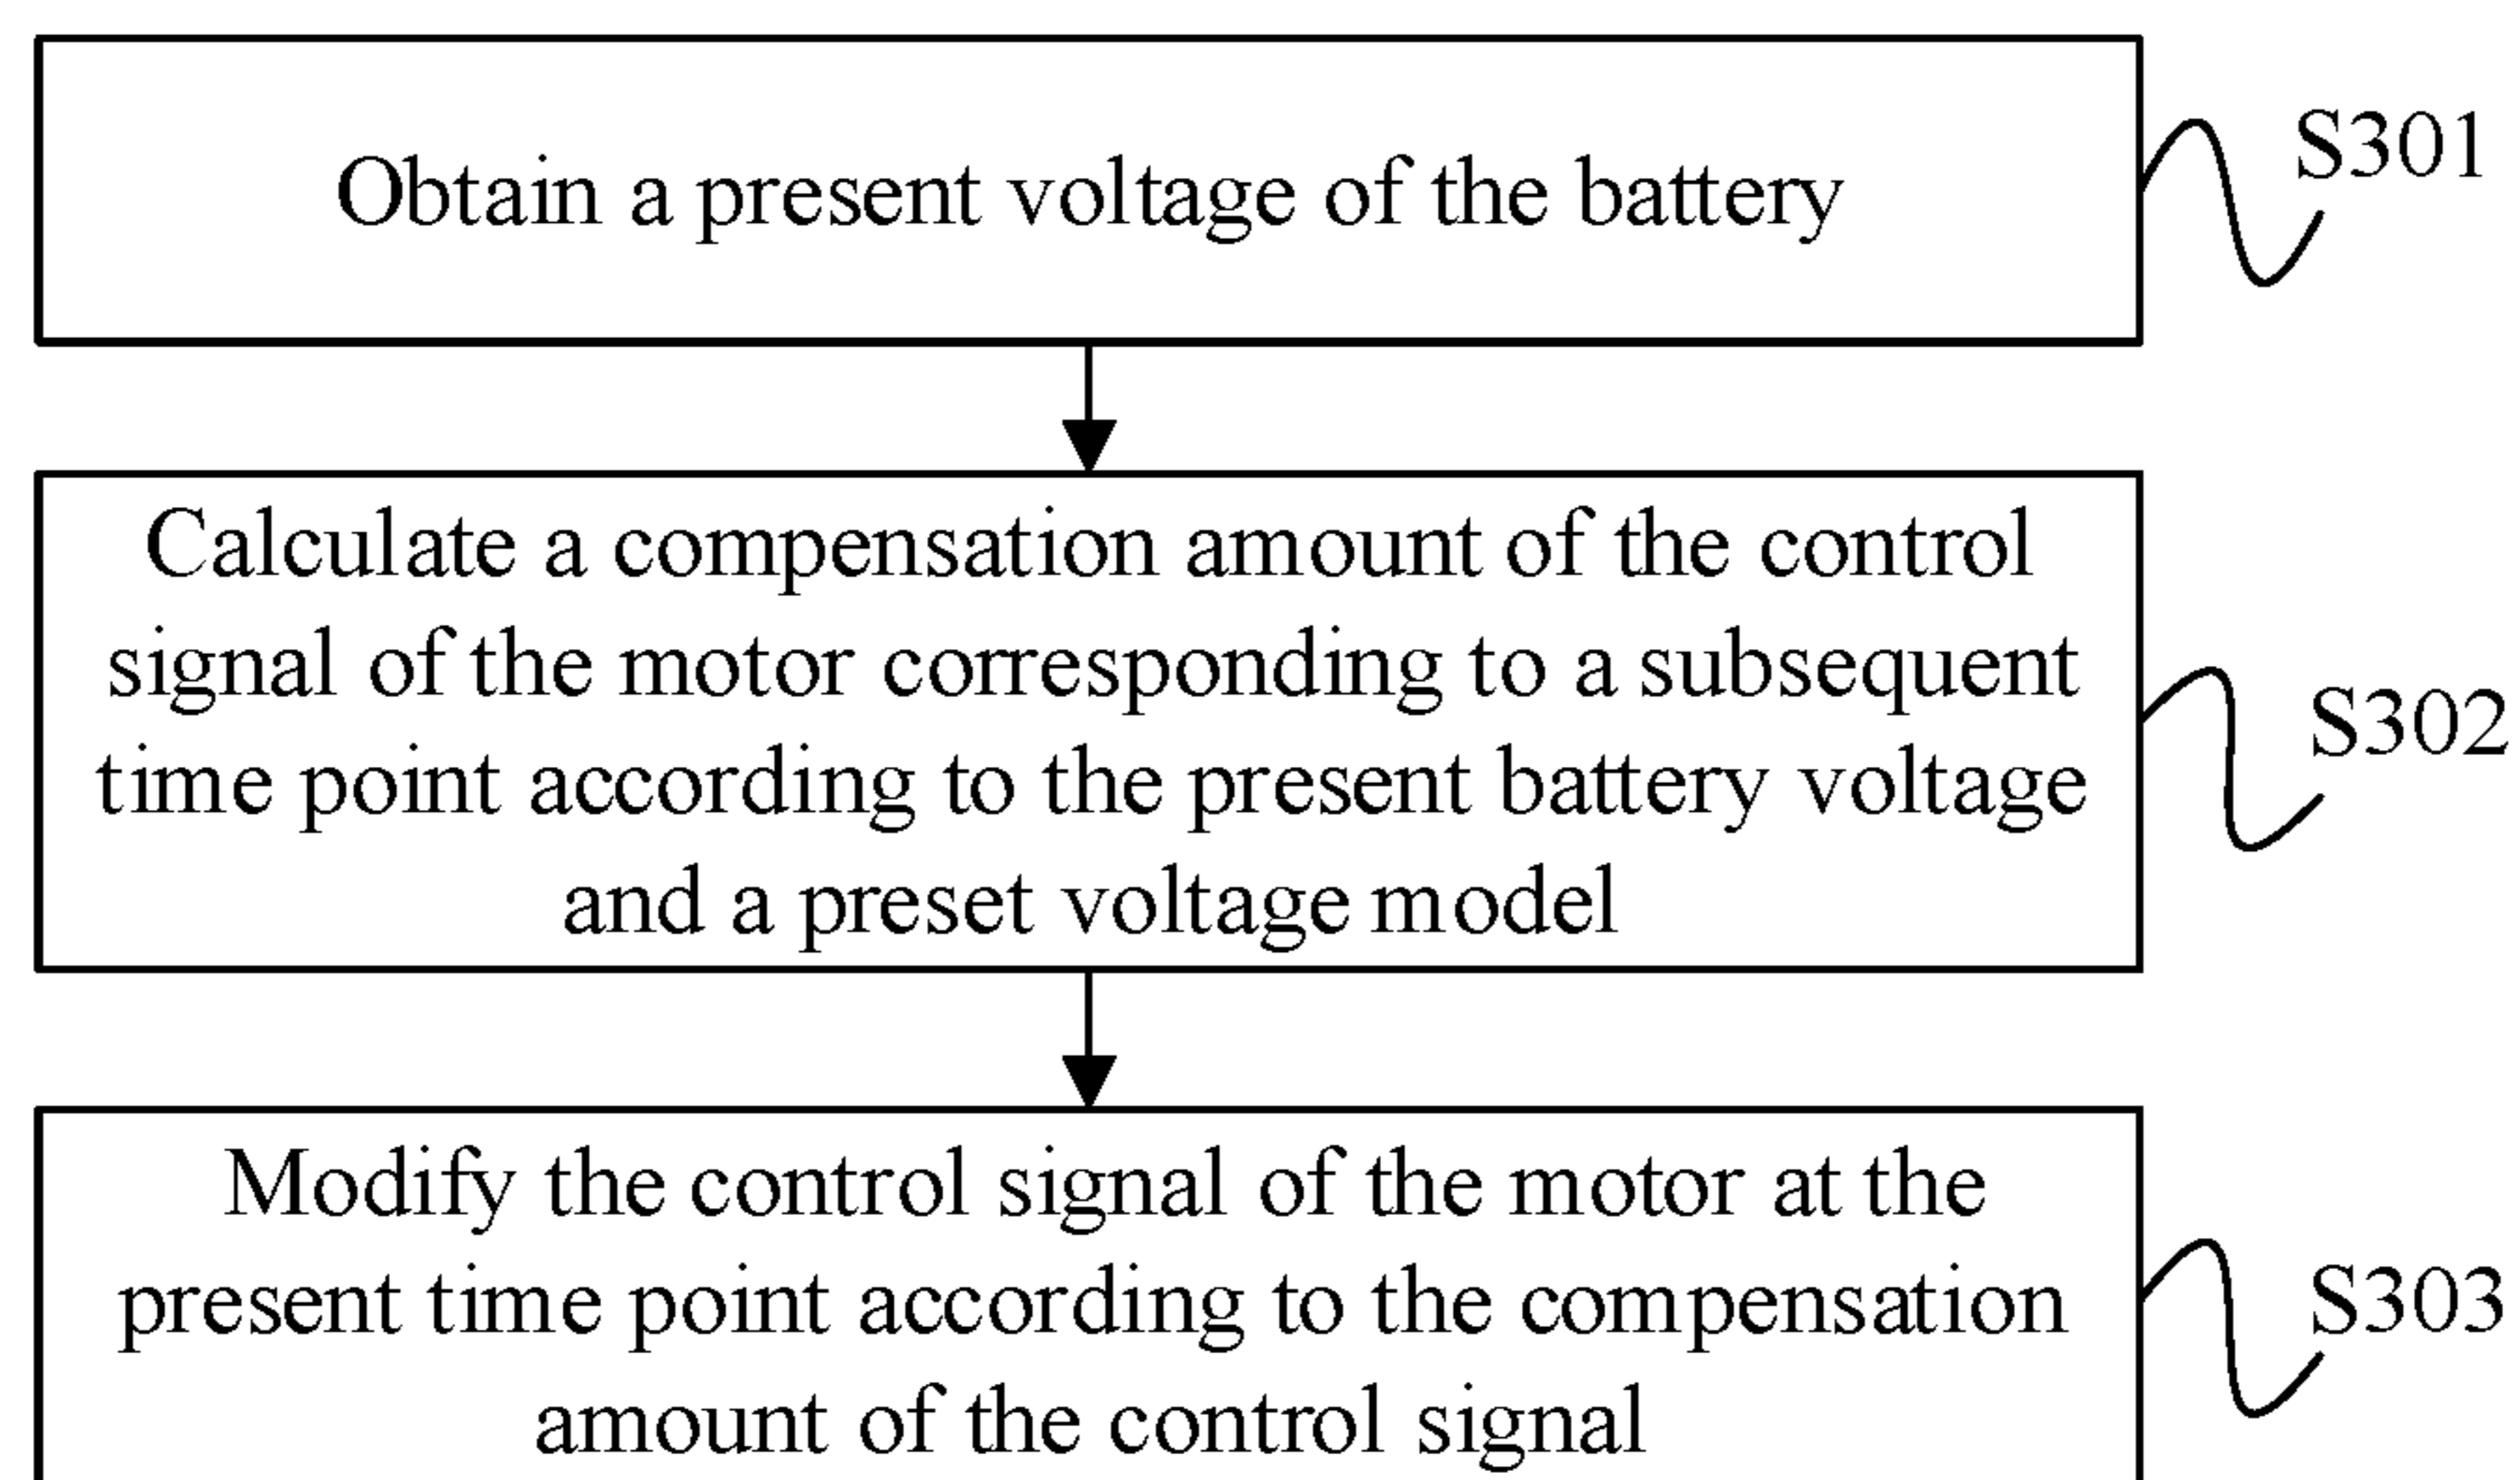 Obtain a present voltage of the battery
S301
Calculate a compensation amount of the control
signal of the motor corresponding to a subsequent
time point according to the present battery voltage
and a preset voltage model
S302
Modify the control signal of the motor at the
present time point according to the compensation
amount of the control signal
S303